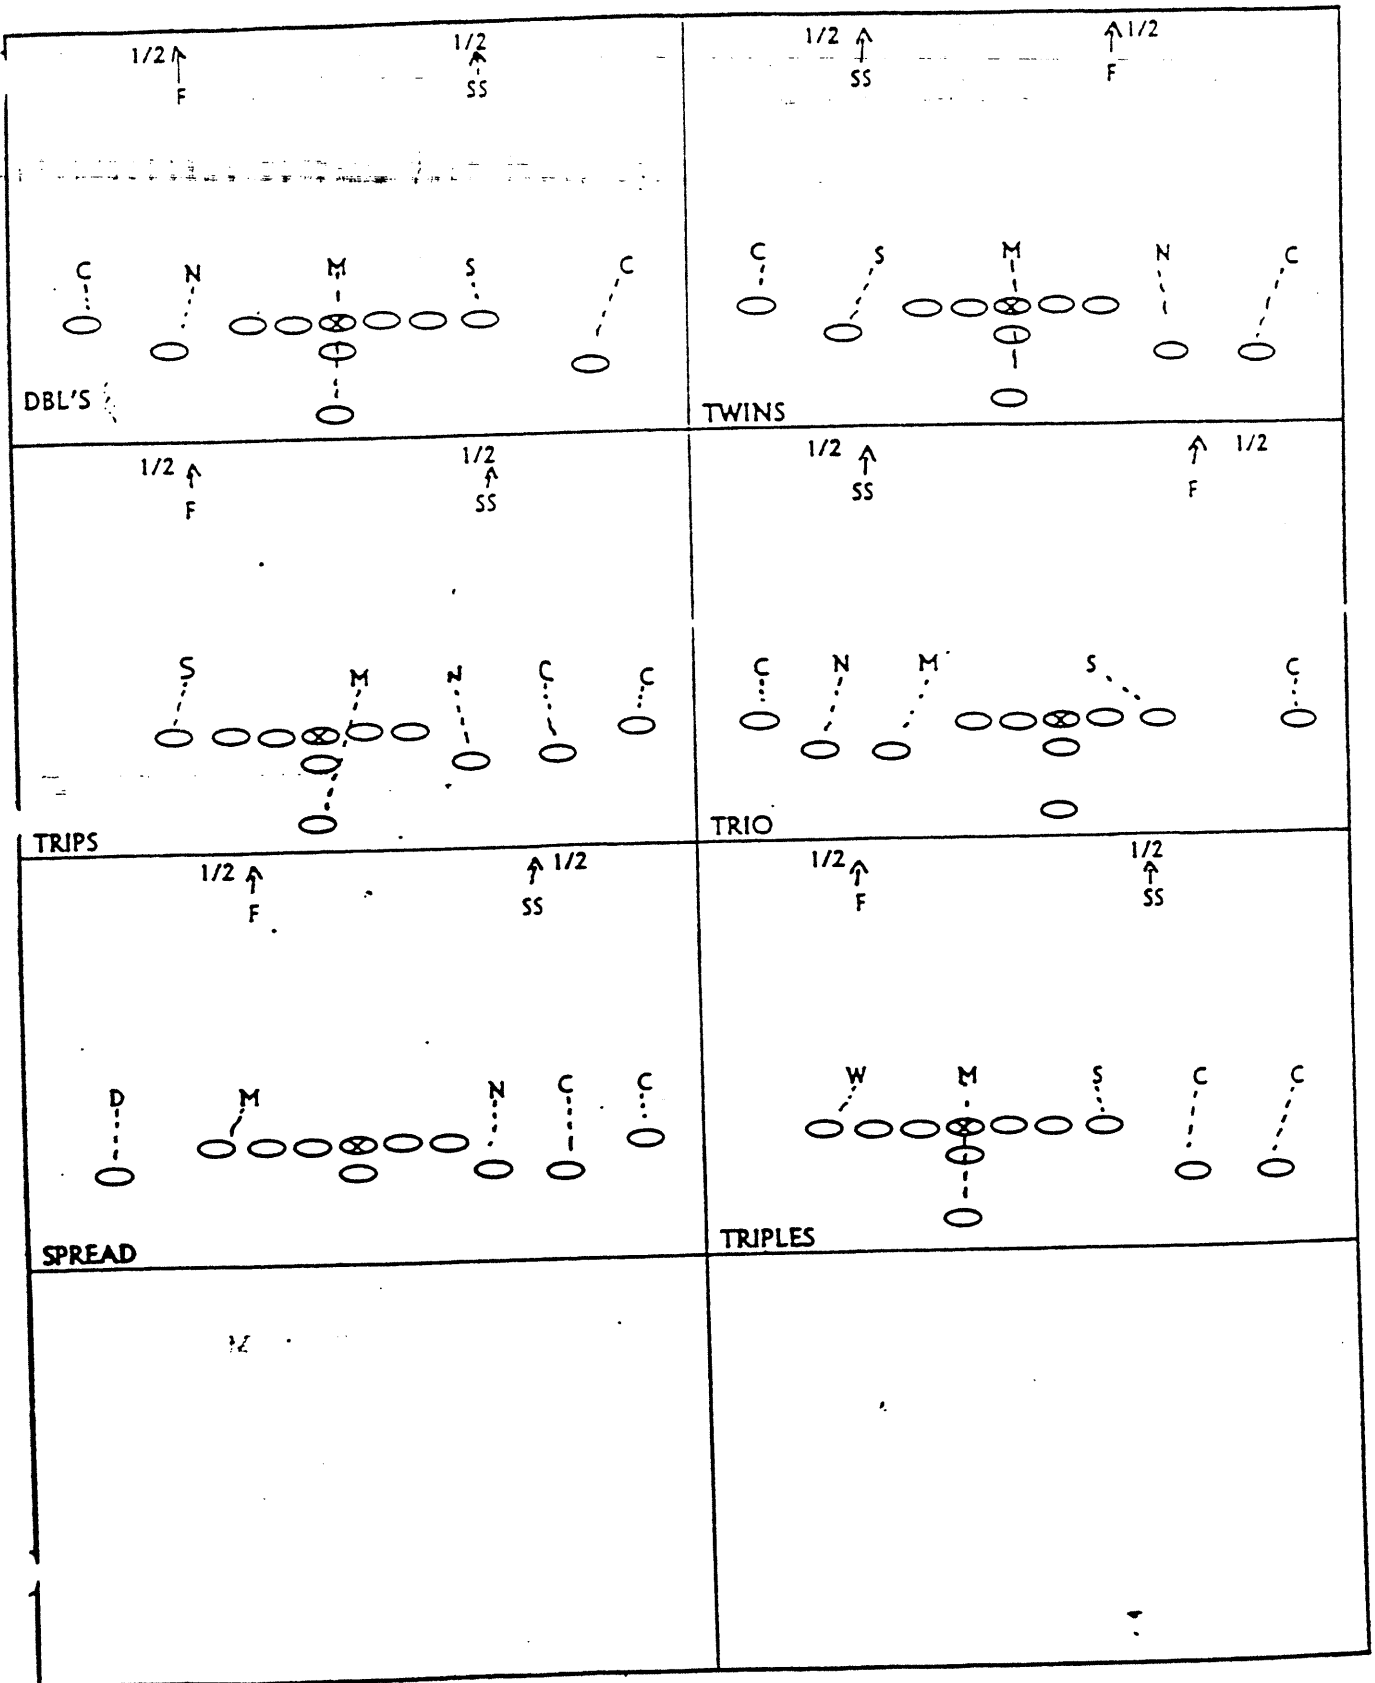 1/2 1/2
F SS
C N M S C
DBL'S
1/2 1/2
SS F
C S M N C
TWINS
1/2 1/2
F SS
S M N C C
TRIPS
1/2 1/2
SS F
C N M S C
TRIO
1/2 1/2
F SS
D M N C C
SPREAD
1/2 1/2
F SS
W M S C C
TRIPLES